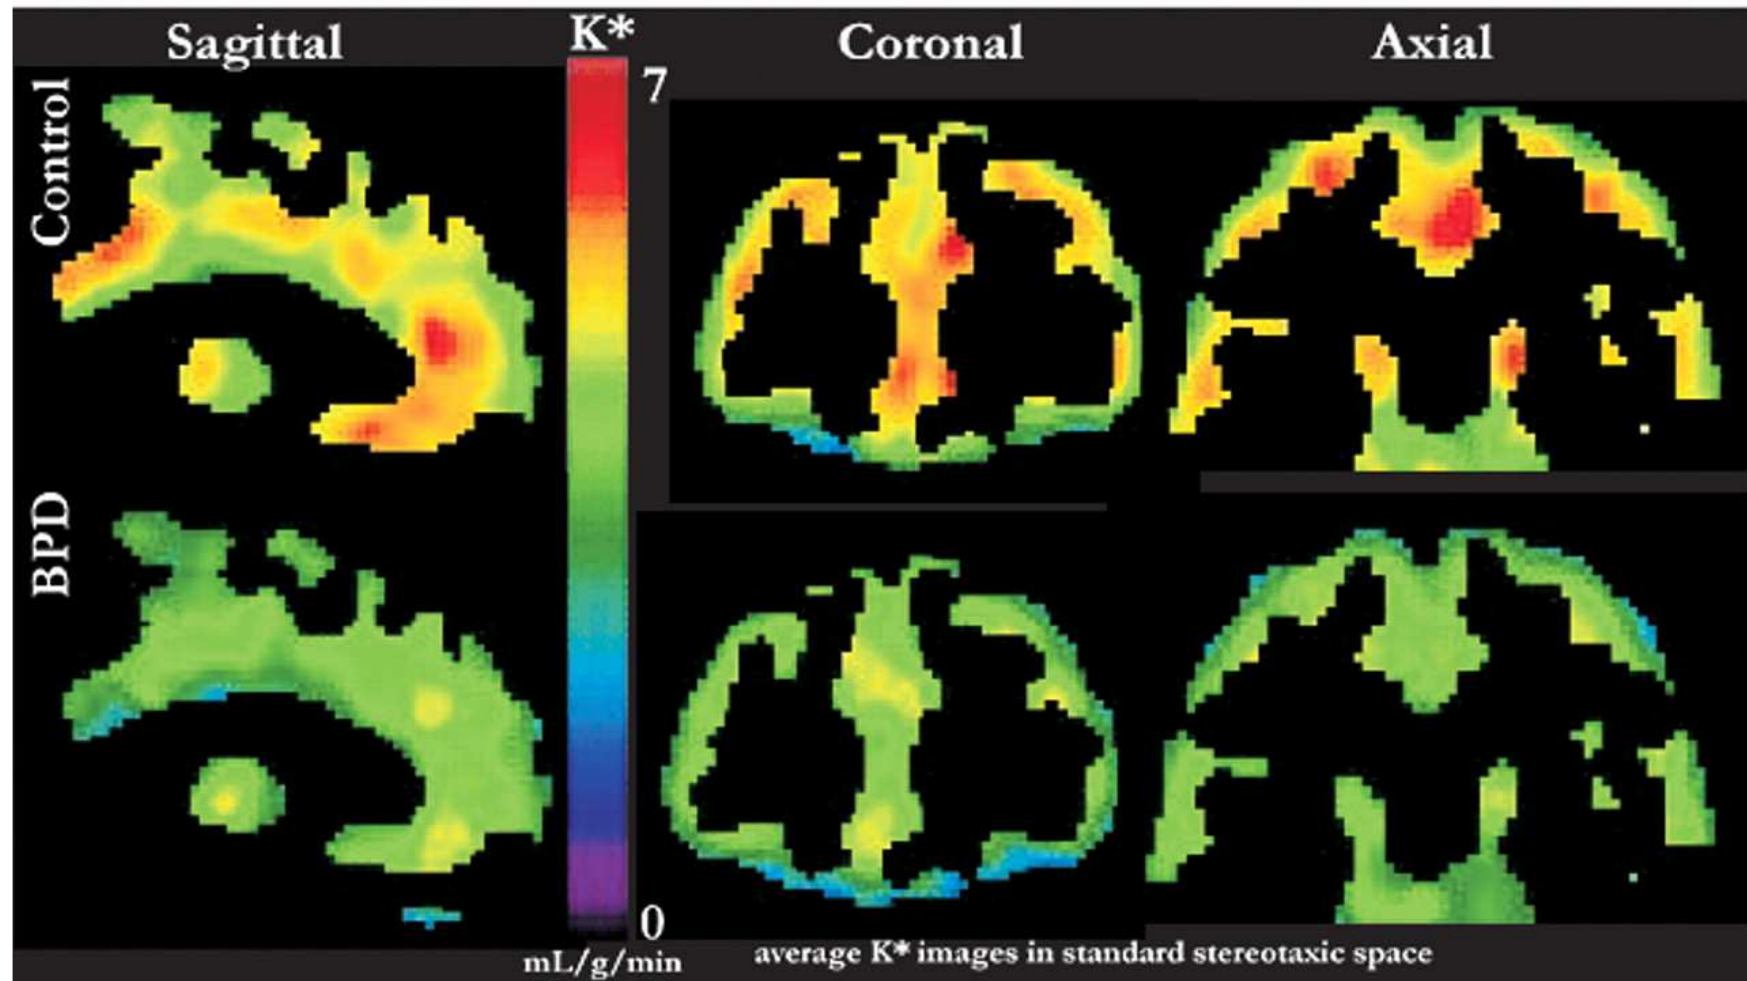 Sagittal
K*
Coronal
Axial
Control
7
BPD
0
mL/g/min
average K* images in standard stereotaxic space